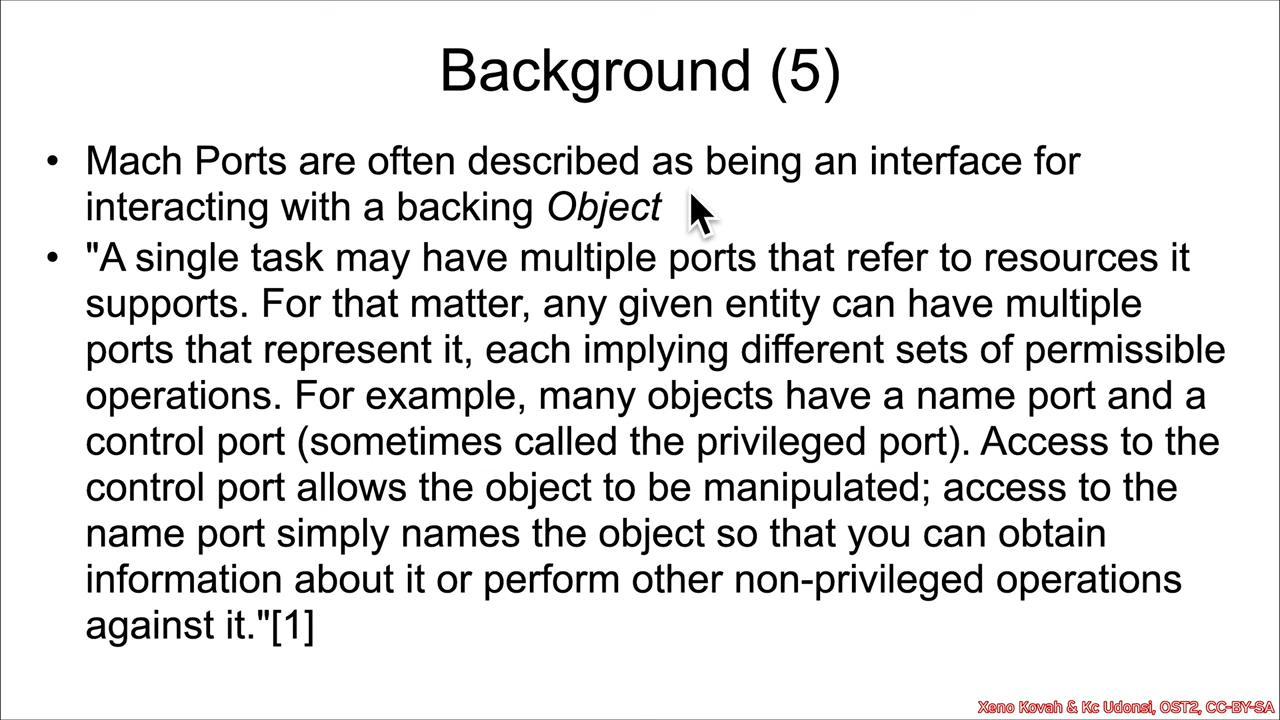 Background (5)
• Mach Ports are often described as being an interface for
interacting with a backing Object
• "A single task may have multiple ports that refer to resources it
supports. For that matter, any given entity can have multiple
ports that represent it, each implying different sets of permissible
operations. For example, many objects have a name port and a
control port (sometimes called the privileged port). Access to the
control port allows the object to be manipulated; access to the
name port simply names the object so that you can obtain
information about it or perform other non-privileged operations
against it."[1]
Xeno Kovah & Kc Udonsi, OST2, CC-BY-SA